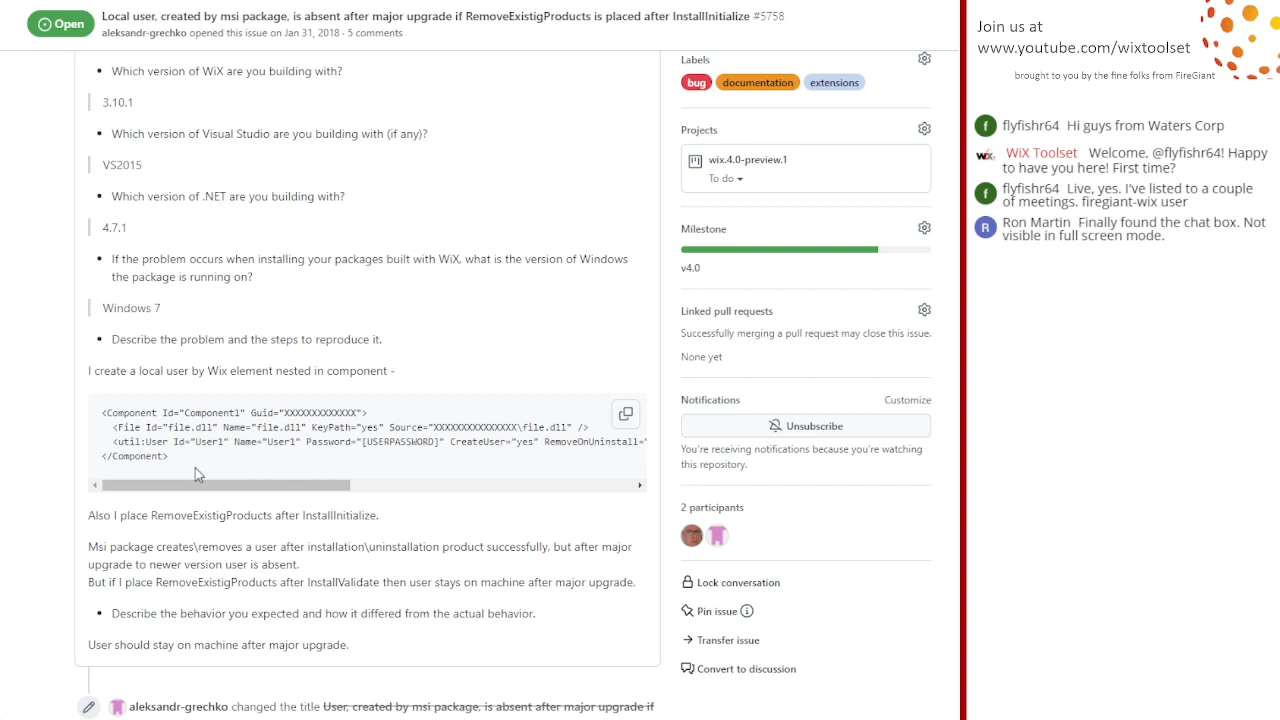 Open
Local user, created by msi package, is absent after major upgrade if RemoveExistigProducts is placed after InstallInitialize #5758
aleksandr-grechko opened this issue on Jan 31, 2018 · 5 comments
• Which version of WiX are you building with?
3.10.1
• Which version of Visual Studio are you building with (if any)?
VS2015
• Which version of .NET are you building with?
4.7.1
• If the problem occurs when installing your packages built with WiX, what is the version of Windows
the package is running on?
Windows 7
• Describe the problem and the steps to reproduce it.
I create a local user by Wix element nested in component -
<Component Id="Component1" Guid="XXXXXXXXXXXXX">
<File Id="file.dll" Name="file.dll" KeyPath="yes" Source="XXXXXXXXXXXXXXX\file.dll" />
<util:User Id="User1" Name="User1" Password="[USERPASSWORD]" CreateUser="yes" RemoveOnUninstall="
</Component>
Also I place RemoveExistigProducts after InstallInitialize.
Msi package creates\removes a user after installation\uninstallation product successfully, but after major
upgrade to newer version user is absent.
But if I place RemoveExistigProducts after InstallValidate then user stays on machine after major upgrade.
• Describe the behavior you expected and how it differed from the actual behavior.
User should stay on machine after major upgrade.
aleksandr-grechko changed the title User, created by msi package, is absent after major upgrade if
Labels
bug documentation extensions
Projects
wix.4.0-preview.1
To do
Milestone
v4.0
Linked pull requests
Successfully merging a pull request may close this issue.
None yet
Notifications Customize
Unsubscribe
You're receiving notifications because you're watching
this repository.
2 participants
Lock conversation
Pin issue
Transfer issue
Convert to discussion
Join us at
www.youtube.com/wixtoolset
brought to you by the fine folks from FireGiant
f flyfishr64 Hi guys from Waters Corp
WiX WiX Toolset Welcome, @flyfishr64! Happy
to have you here! First time?
f flyfishr64 Live, yes. I've listed to a couple
of meetings. firegiant-wix user
R Ron Martin Finally found the chat box. Not
visible in full screen mode.